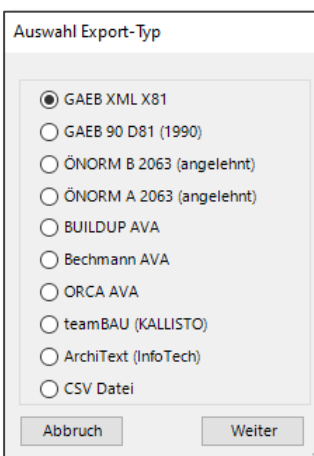 Auswahl Export-Typ
GAEB XML X81
GAEB 90 D81 (1990)
ÖNORM B 2063 (angelehnt)
ÖNORM A 2063 (angelehnt)
BUILDUP AVA
Bechmann AVA
ORCA AVA
teamBAU (KALLISTO)
ArchiText (InfoTech)
CSV Datei
Abbruch Weiter